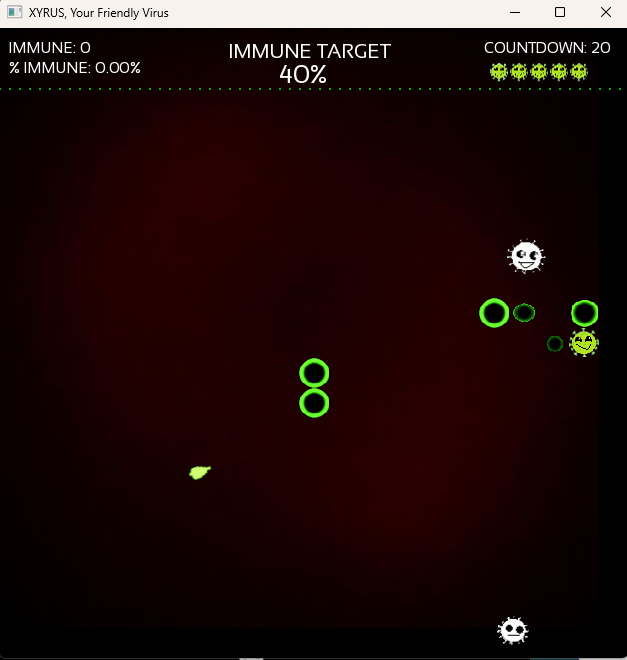 XYRUS, Your Friendly Virus
IMMUNE: 0
% IMMUNE: 0.00%
IMMUNE TARGET
40%
COUNTDOWN: 20